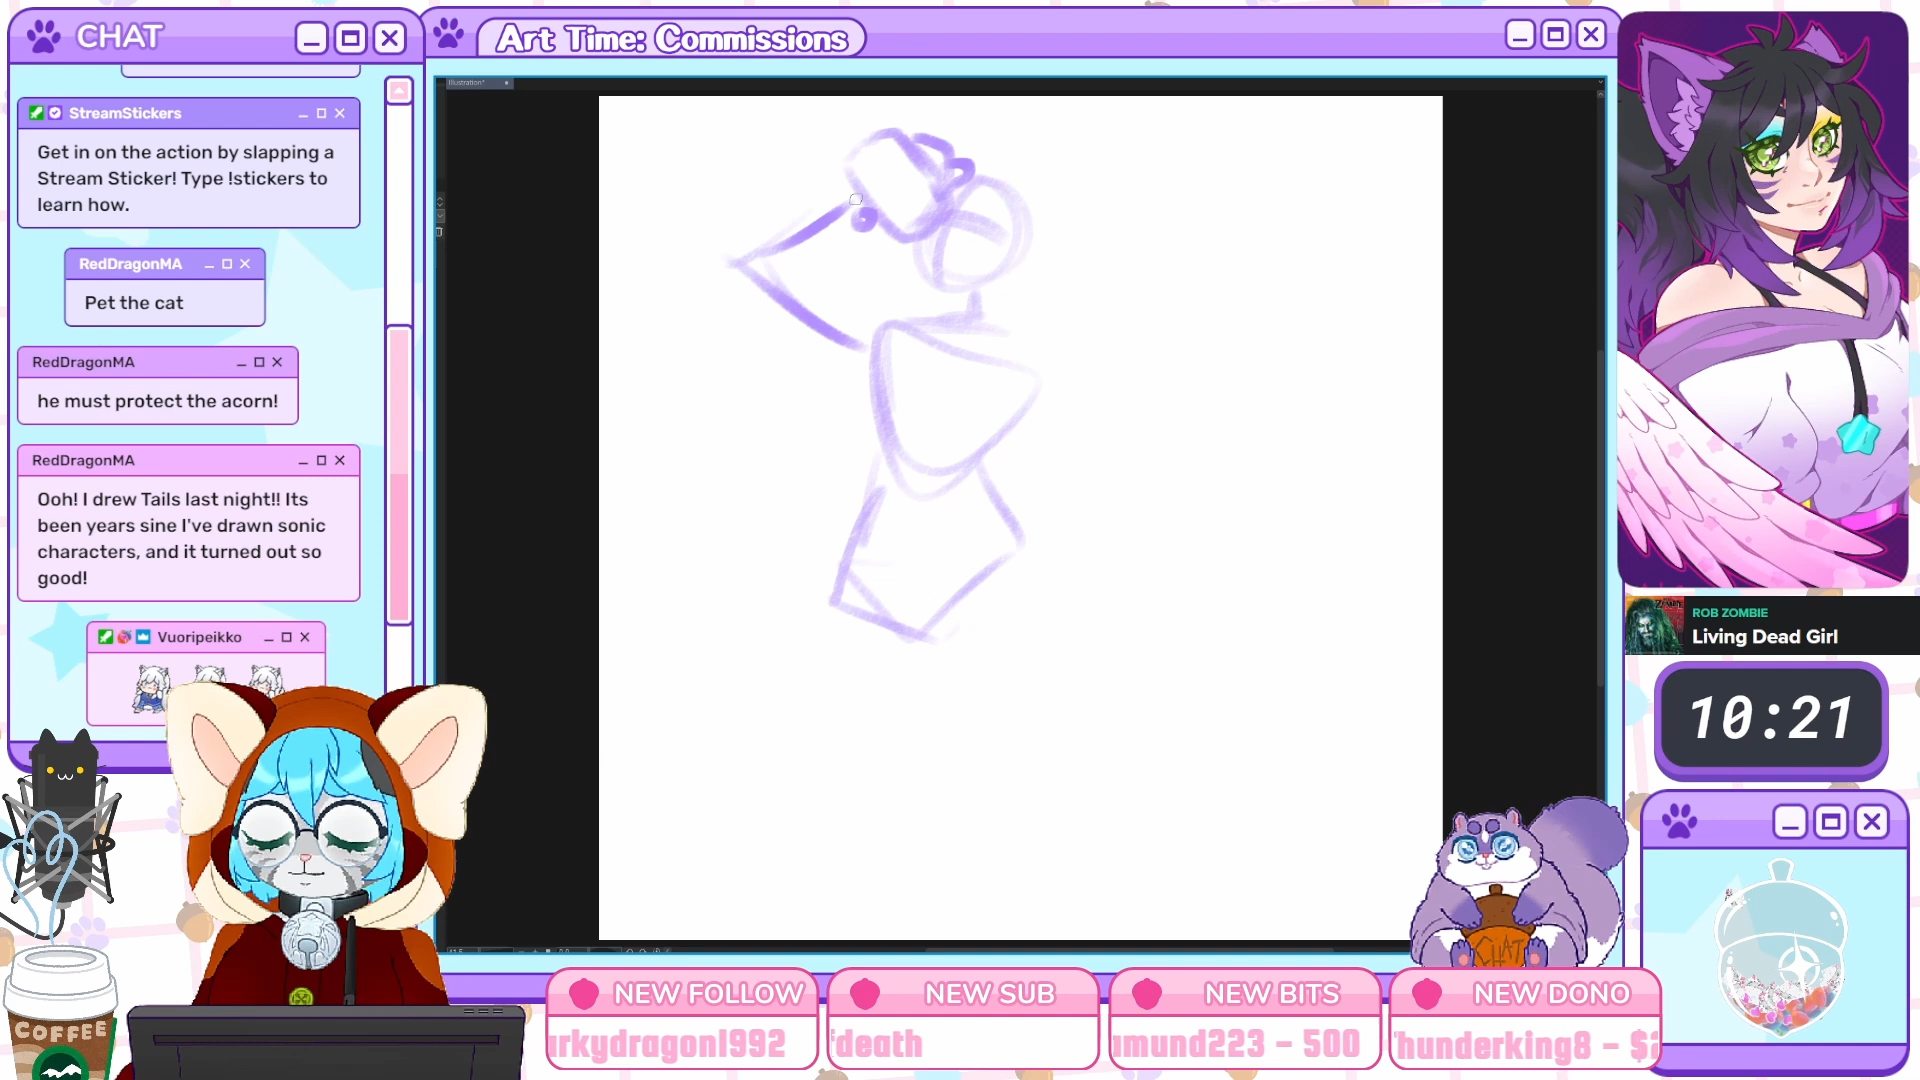 CHAT
Art Time: Commissions
Illustration*
StreamStickers
Get in on the action by slapping a
Stream Sticker! Type !stickers to
learn how.
RedDragonMA
Pet the cat
RedDragonMA
he must protect the acorn!
RedDragonMA
Ooh! I drew Tails last night!! Its
been years sine I've drawn sonic
characters, and it turned out so
good!
Vuoripeikko
ROB ZOMBIE
Living Dead Girl
10:21
CHAT
COFFEE
NEW FOLLOW
NEW SUB
NEW BITS
NEW DONO
rkydragon1992
death
mund223 - 500
hunderking8 - $